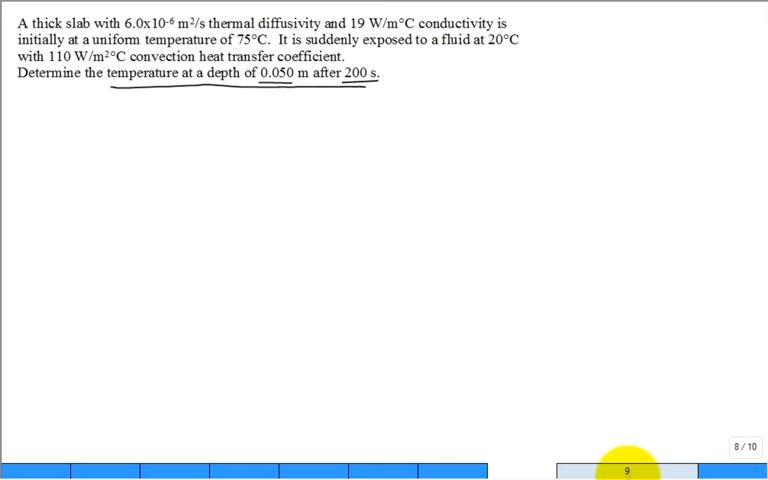 A thick slab with 6.0x10⁻⁶ m²/s thermal diffusivity and 19 W/m°C conductivity is
initially at a uniform temperature of 75°C.  It is suddenly exposed to a fluid at 20°C
with 110 W/m²°C convection heat transfer coefficient.
Determine the temperature at a depth of 0.050 m after 200 s.
8 / 10
9